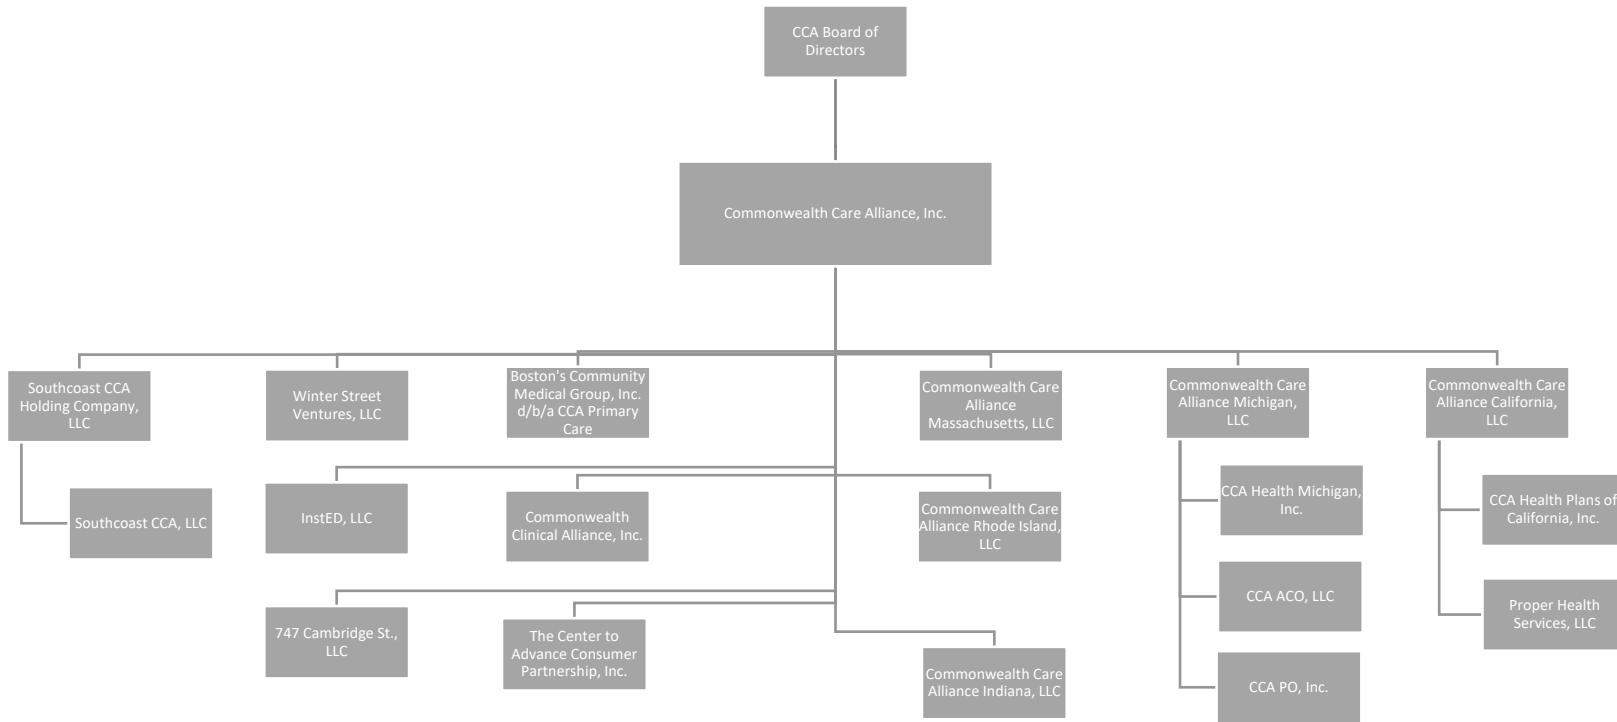 CCA Board of
Directors
Commonwealth Care Alliance, Inc.
Southcoast CCA
Holding Company,
LLC
Winter Street
Ventures, LLC
Boston's Community
Medical Group, Inc.
d/b/a CCA Primary
Care
Commonwealth Care
Alliance
Massachusetts, LLC
Commonwealth Care
Alliance Michigan,
LLC
Commonwealth Care
Alliance California,
LLC
Southcoast CCA, LLC
InstED, LLC
Commonwealth
Clinical Alliance, Inc.
Commonwealth Care
Alliance Rhode Island,
LLC
CCA Health Michigan,
Inc.
CCA Health Plans of
California, Inc.
747 Cambridge St.,
LLC
The Center to
Advance Consumer
Partnership, Inc.
Commonwealth Care
Alliance Indiana, LLC
CCA ACO, LLC
Proper Health
Services, LLC
CCA PO, Inc.